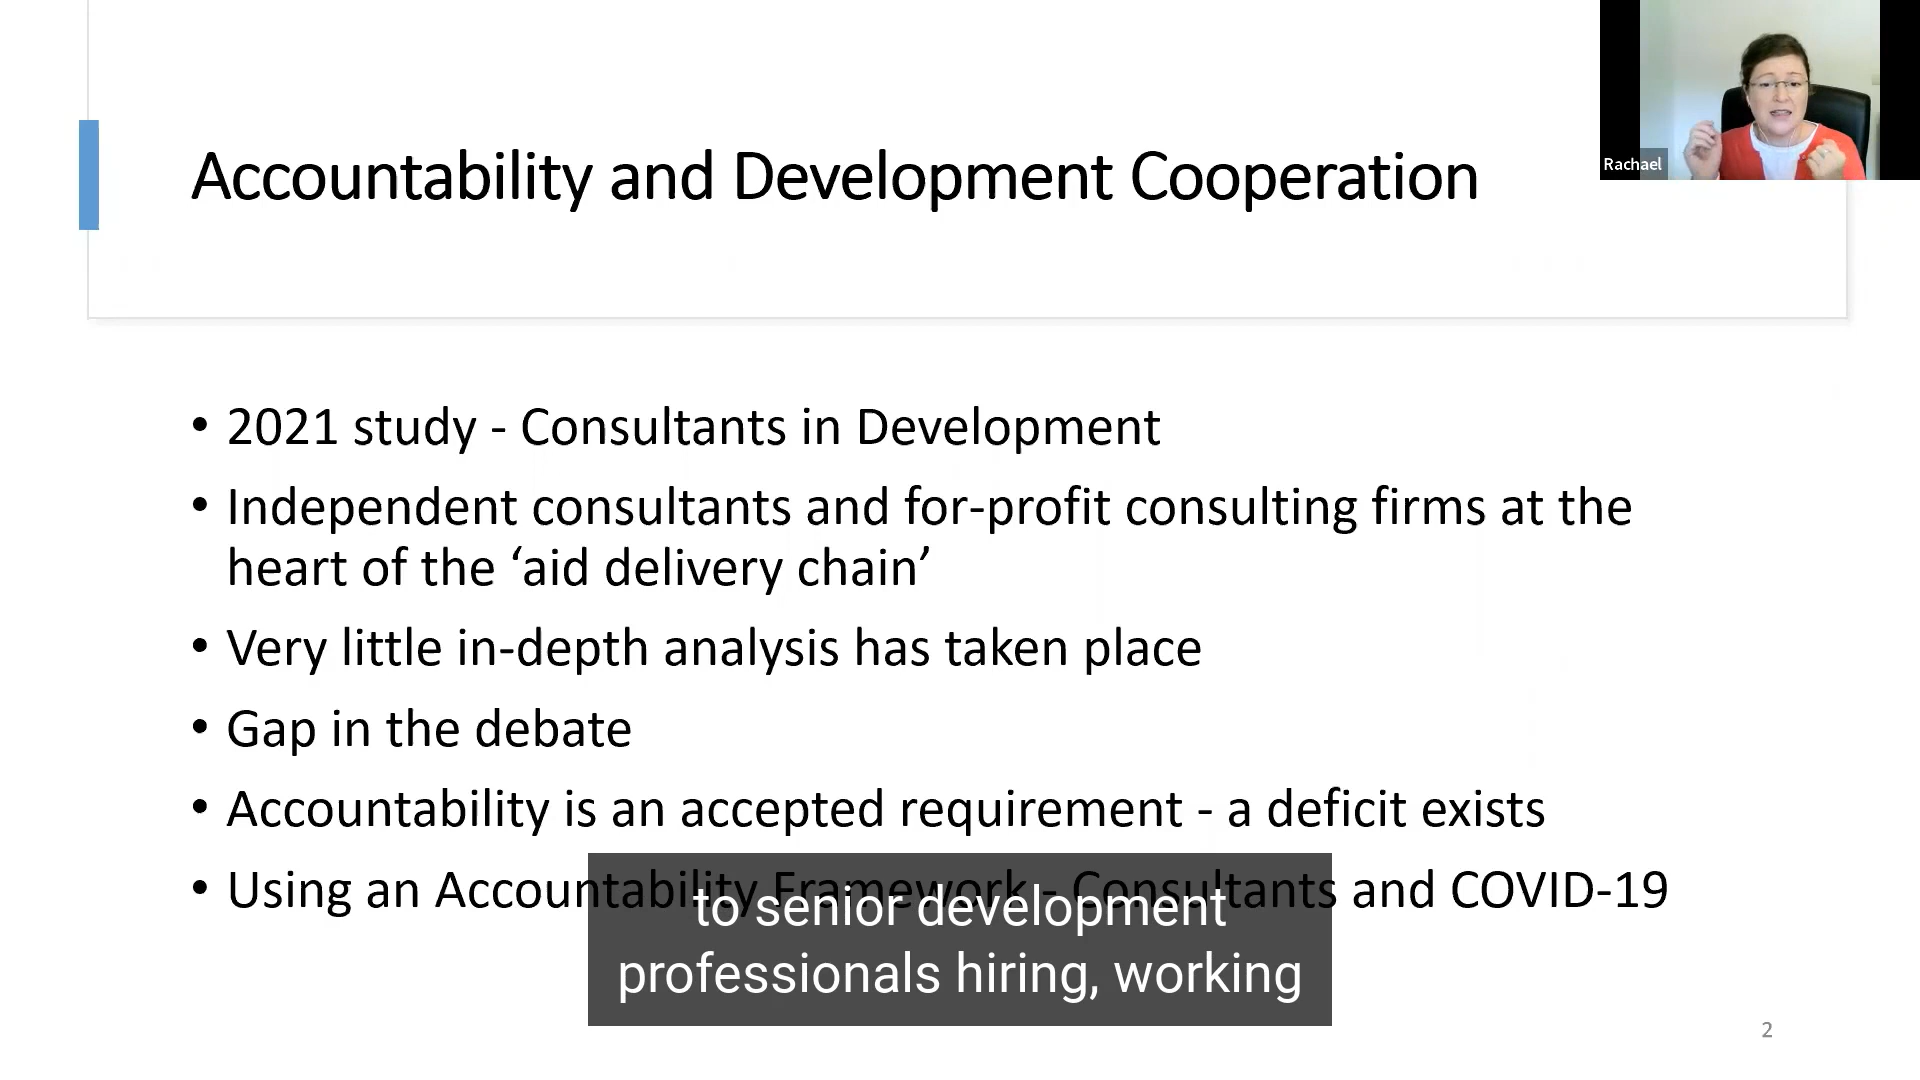 Rachael
Accountability and Development Cooperation
• 2021 study - Consultants in Development
• Independent consultants and for-profit consulting firms at the
heart of the ‘aid delivery chain’
• Very little in-depth analysis has taken place
• Gap in the debate
• Accountability is an accepted requirement - a deficit exists
• Using an Accountability Framework - Consultants and COVID-19
to senior development
professionals hiring, working
2